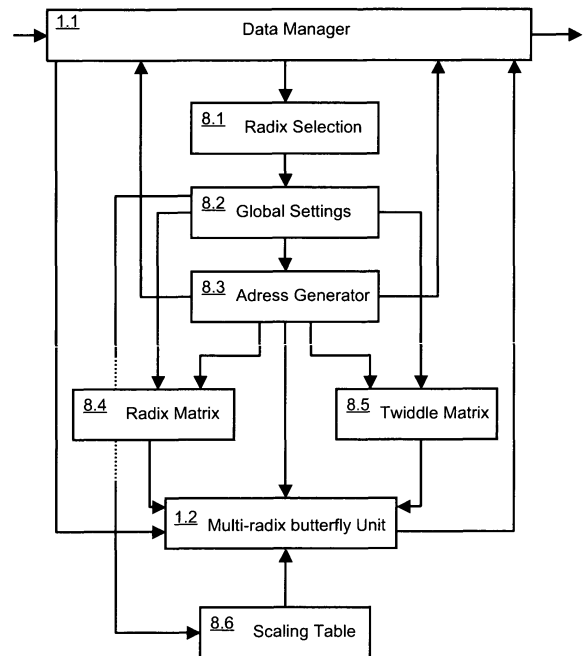 1.1 Data Manager
8.1 Radix Selection
8.2 Global Settings
8.3 Adress Generator
8.4 Radix Matrix
8.5 Twiddle Matrix
1.2 Multi-radix butterfly Unit
8.6 Scaling Table